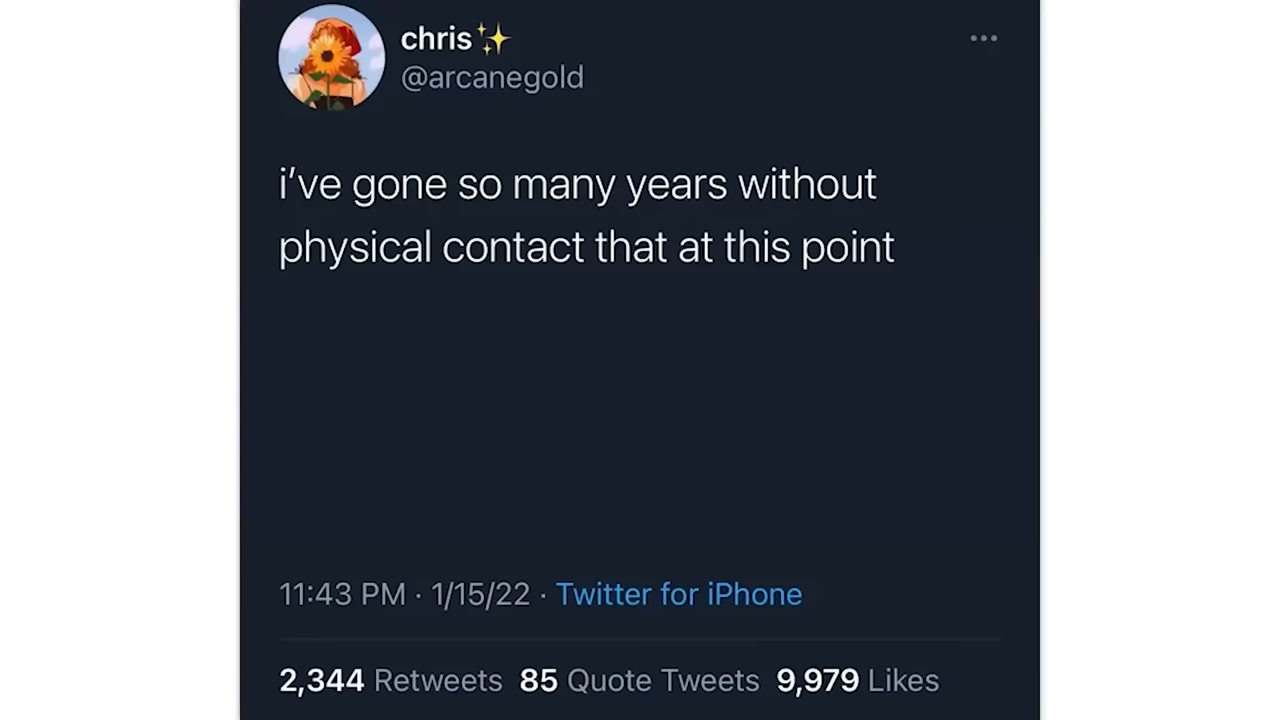 chris✨
@arcanegold
i’ve gone so many years without
physical contact that at this point
11:43 PM · 1/15/22 · Twitter for iPhone
2,344 Retweets 85 Quote Tweets 9,979 Likes